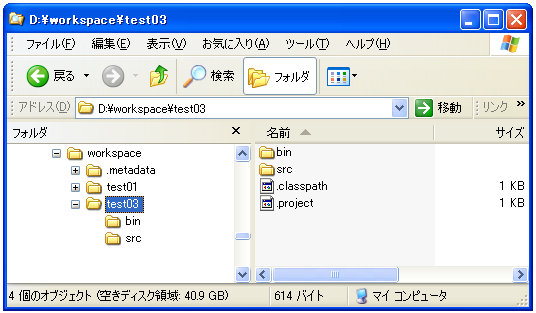 D:¥workspace¥test03
ファイル(F) 編集(E) 表示(V) お気に入り(A) ツール(T) ヘルプ(H)
戻る 検索 フォルダ
アドレス(D) D:¥workspace¥test03 移動 リンク »
フォルダ × 名前 サイズ
workspace
.metadata
test01
test03
bin
src
bin
src
.classpath 1 KB
.project 1 KB
4 個のオブジェクト (空きディスク領域: 40.9 GB) 614 バイト マイ コンピュータ